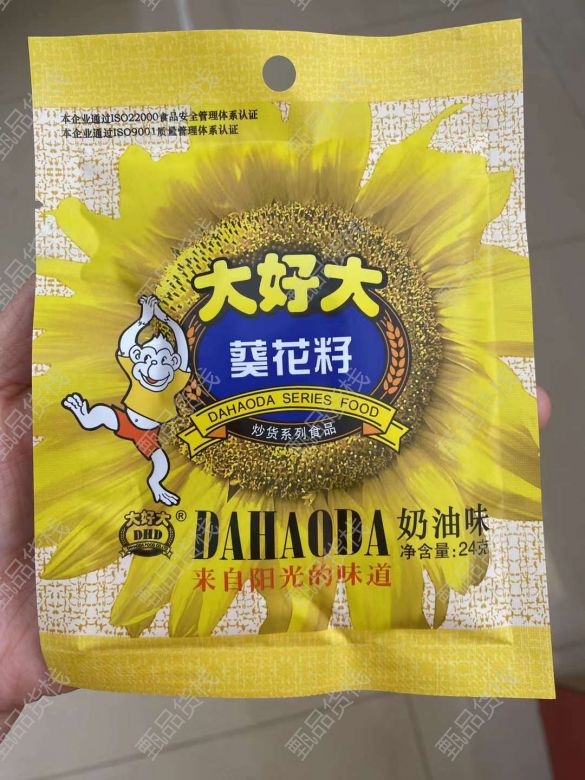 本企业通过ISO22000食品安全管理体系认证
本企业通过ISO9001质量管理体系认证
大好大
葵花籽
DAHAODA SERIES FOOD
炒货系列食品
大好大
DHD
DAHAODA
®
奶油味
净含量:24克
来自阳光的味道
甄品货栈